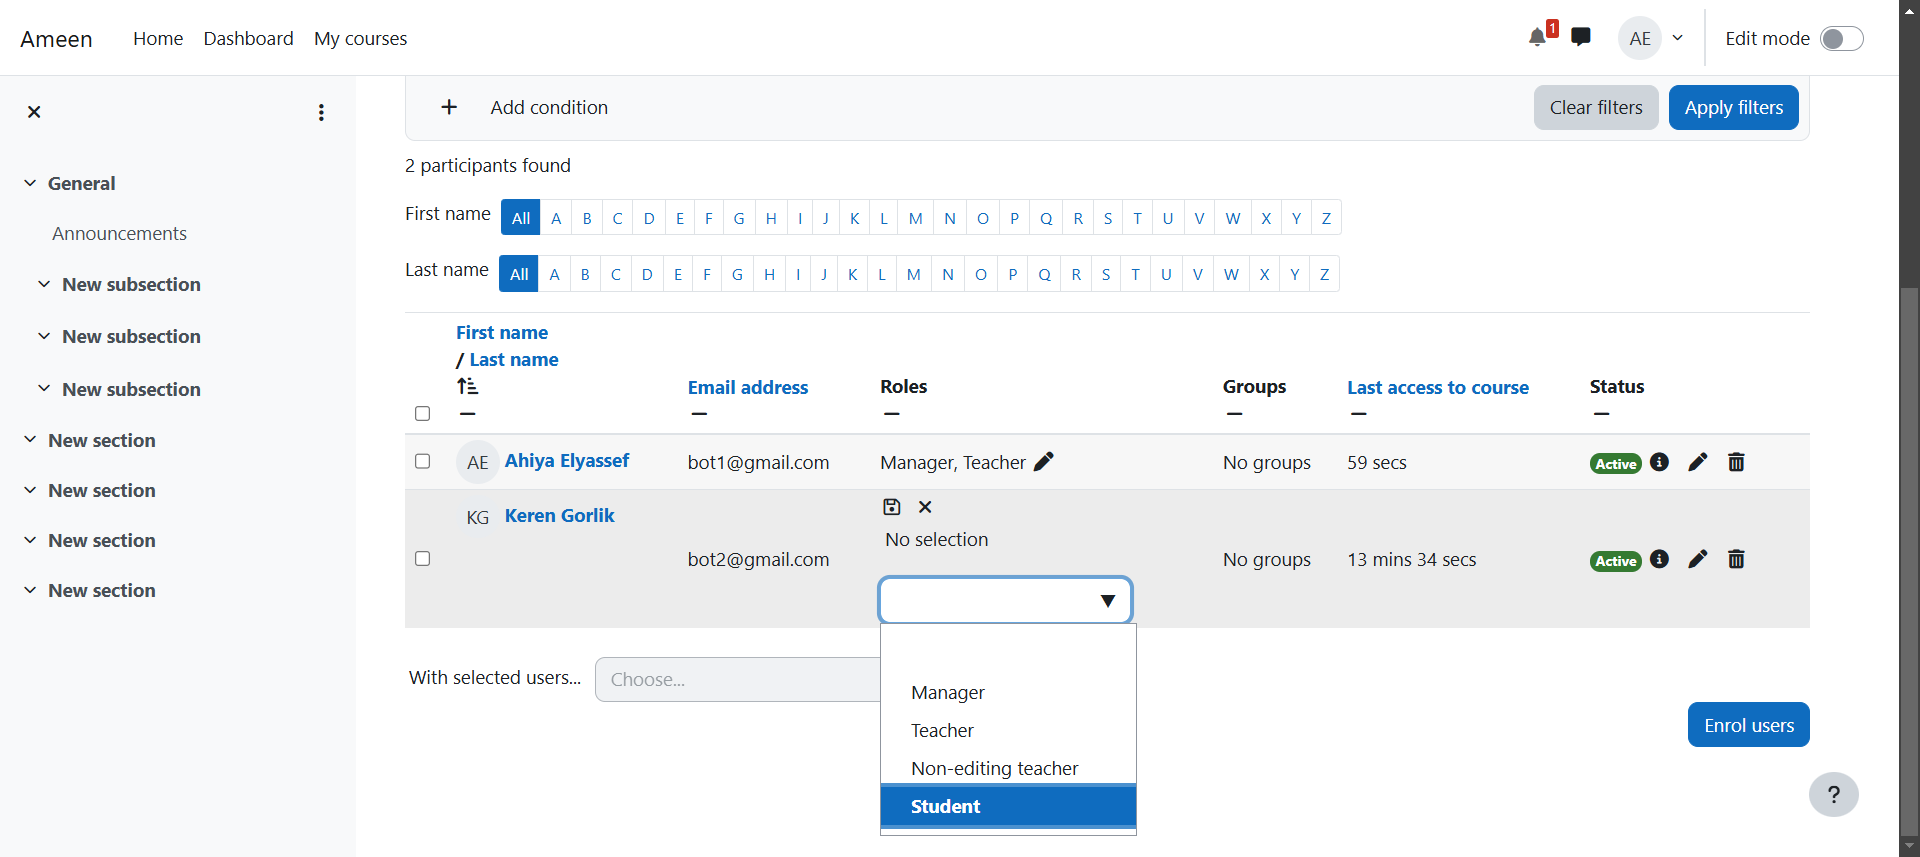 Ameen
Home Dashboard My courses
1
AE
Edit mode
General
Announcements
New subsection
New subsection
New subsection
New section
New section
New section
New section
Add condition
Clear filters Apply filters
2 participants found
First name All A B C D E F G H I J K L M N O P Q R S T U V W X Y Z
Last name All A B C D E F G H I J K L M N O P Q R S T U V W X Y Z
First name
/ Last name
Email address Roles Groups Last access to course Status
AE Ahiya Elyassef bot1@gmail.com Manager, Teacher No groups 59 secs Active
KG Keren Gorlik
No selection
bot2@gmail.com No groups 13 mins 34 secs Active
With selected users... Choose...
Manager
Teacher
Non-editing teacher
Student
Enrol users
?